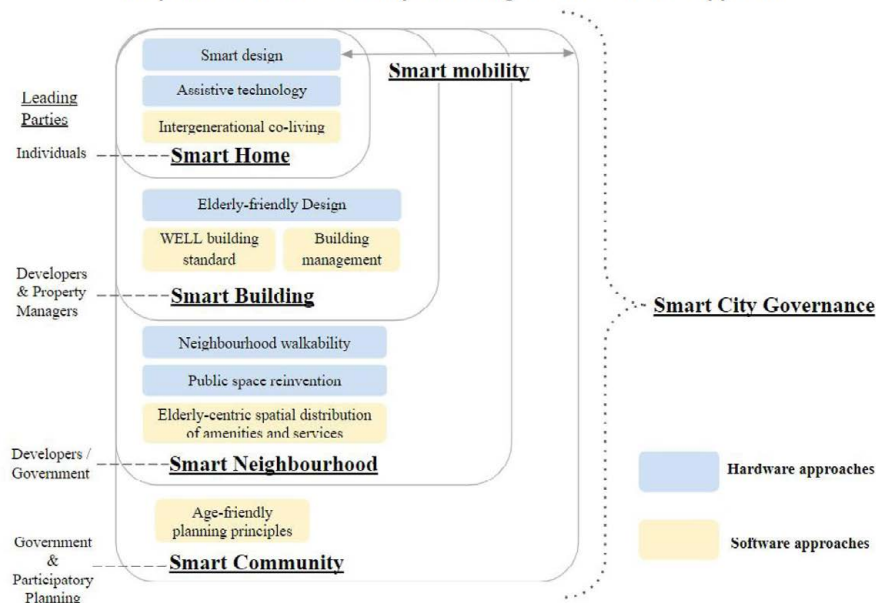 Smart design
Smart mobility
Assistive technology
Leading
Parties
Intergenerational co-living
Individuals
Smart Home
Elderly-friendly Design
WELL building
standard
Building
management
Developers
& Property
Managers
Smart Building
Smart City Governance
Neighbourhood walkability
Public space reinvention
Elderly-centric spatial distribution
of amenities and services
Developers /
Government
Smart Neighbourhood
Hardware approaches
Age-friendly
planning principles
Software approaches
Government
&
Participatory
Planning
Smart Community